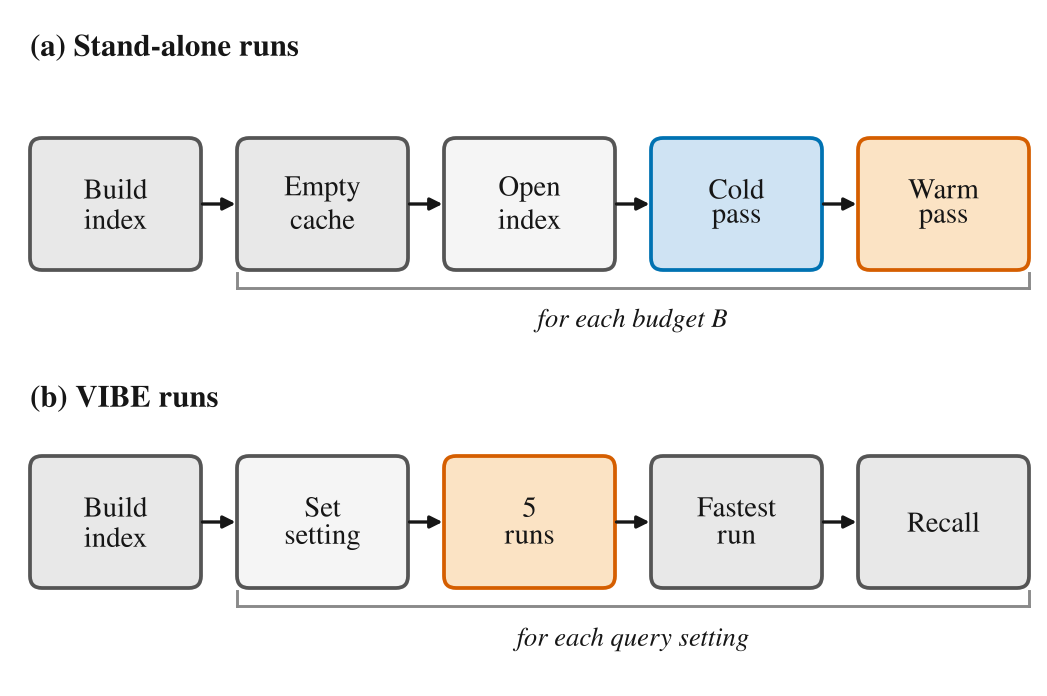 (a) Stand-alone runs
Build
index
Empty
cache
Open
index
Cold
pass
Warm
pass
for each budget B
(b) VIBE runs
Build
index
Set
setting
5
runs
Fastest
run
Recall
for each query setting